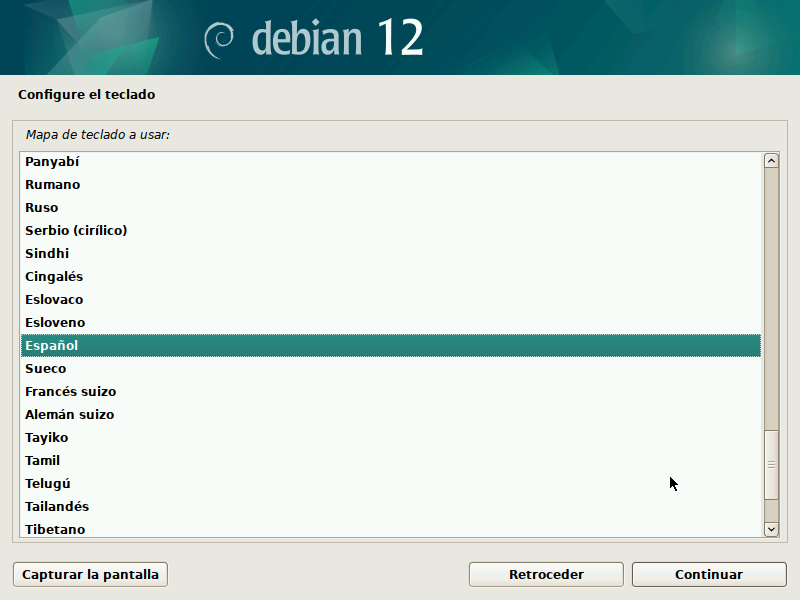 debian 12
Configure el teclado
Mapa de teclado a usar:
Panyabí
Rumano
Ruso
Serbio (cirílico)
Sindhi
Cingalés
Eslovaco
Esloveno
Español
Sueco
Francés suizo
Alemán suizo
Tayiko
Tamil
Telugú
Tailandés
Tibetano
Capturar la pantalla
Retroceder
Continuar